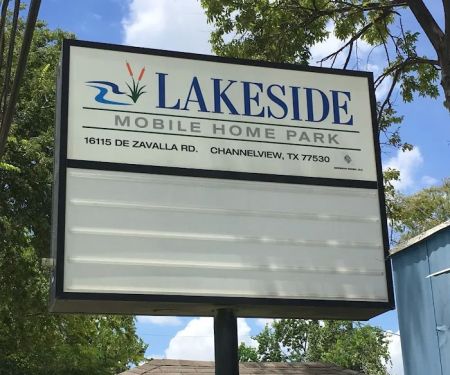 LAKESIDE
MOBILE HOME PARK
16115 DE ZAVALLA RD. CHANNELVIEW, TX 77530